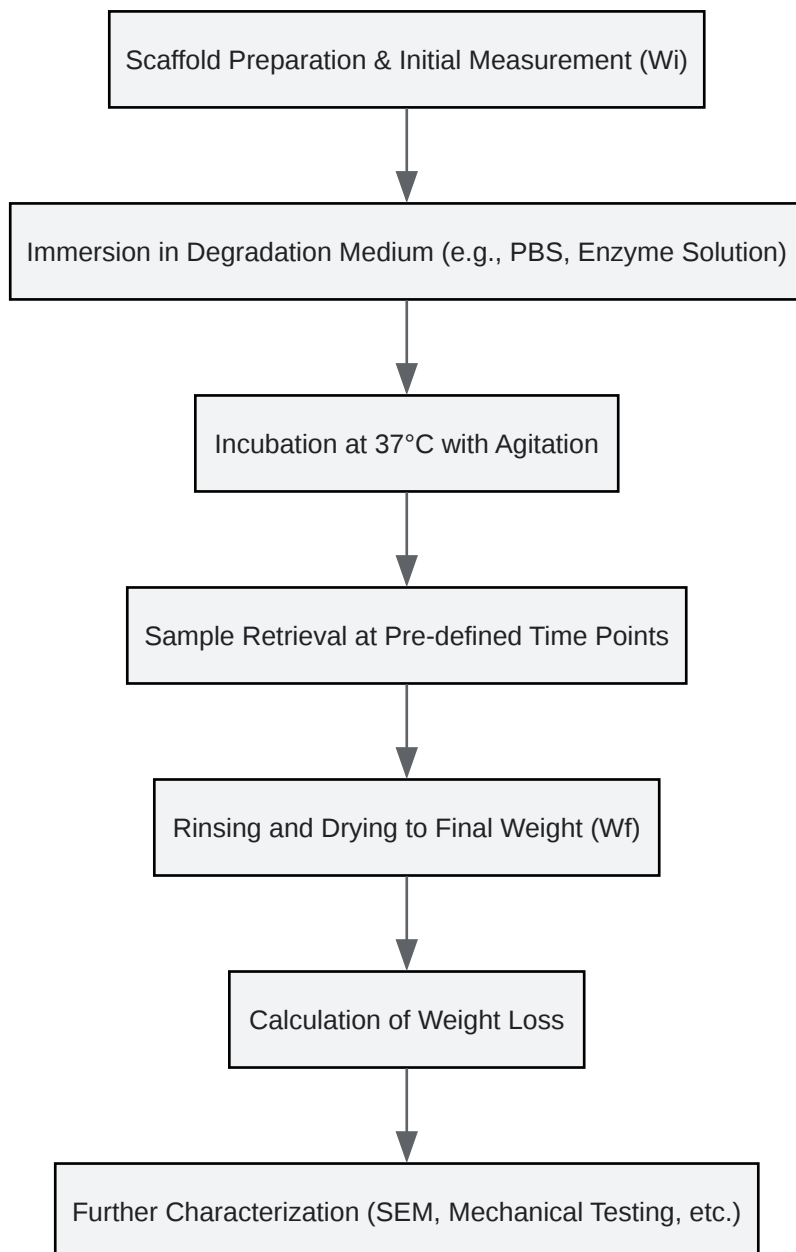 Scaffold Preparation & Initial Measurement (Wi)
Immersion in Degradation Medium (e.g., PBS, Enzyme Solution)
Incubation at 37°C with Agitation
Sample Retrieval at Pre-defined Time Points
Rinsing and Drying to Final Weight (Wf)
Calculation of Weight Loss
Further Characterization (SEM, Mechanical Testing, etc.)